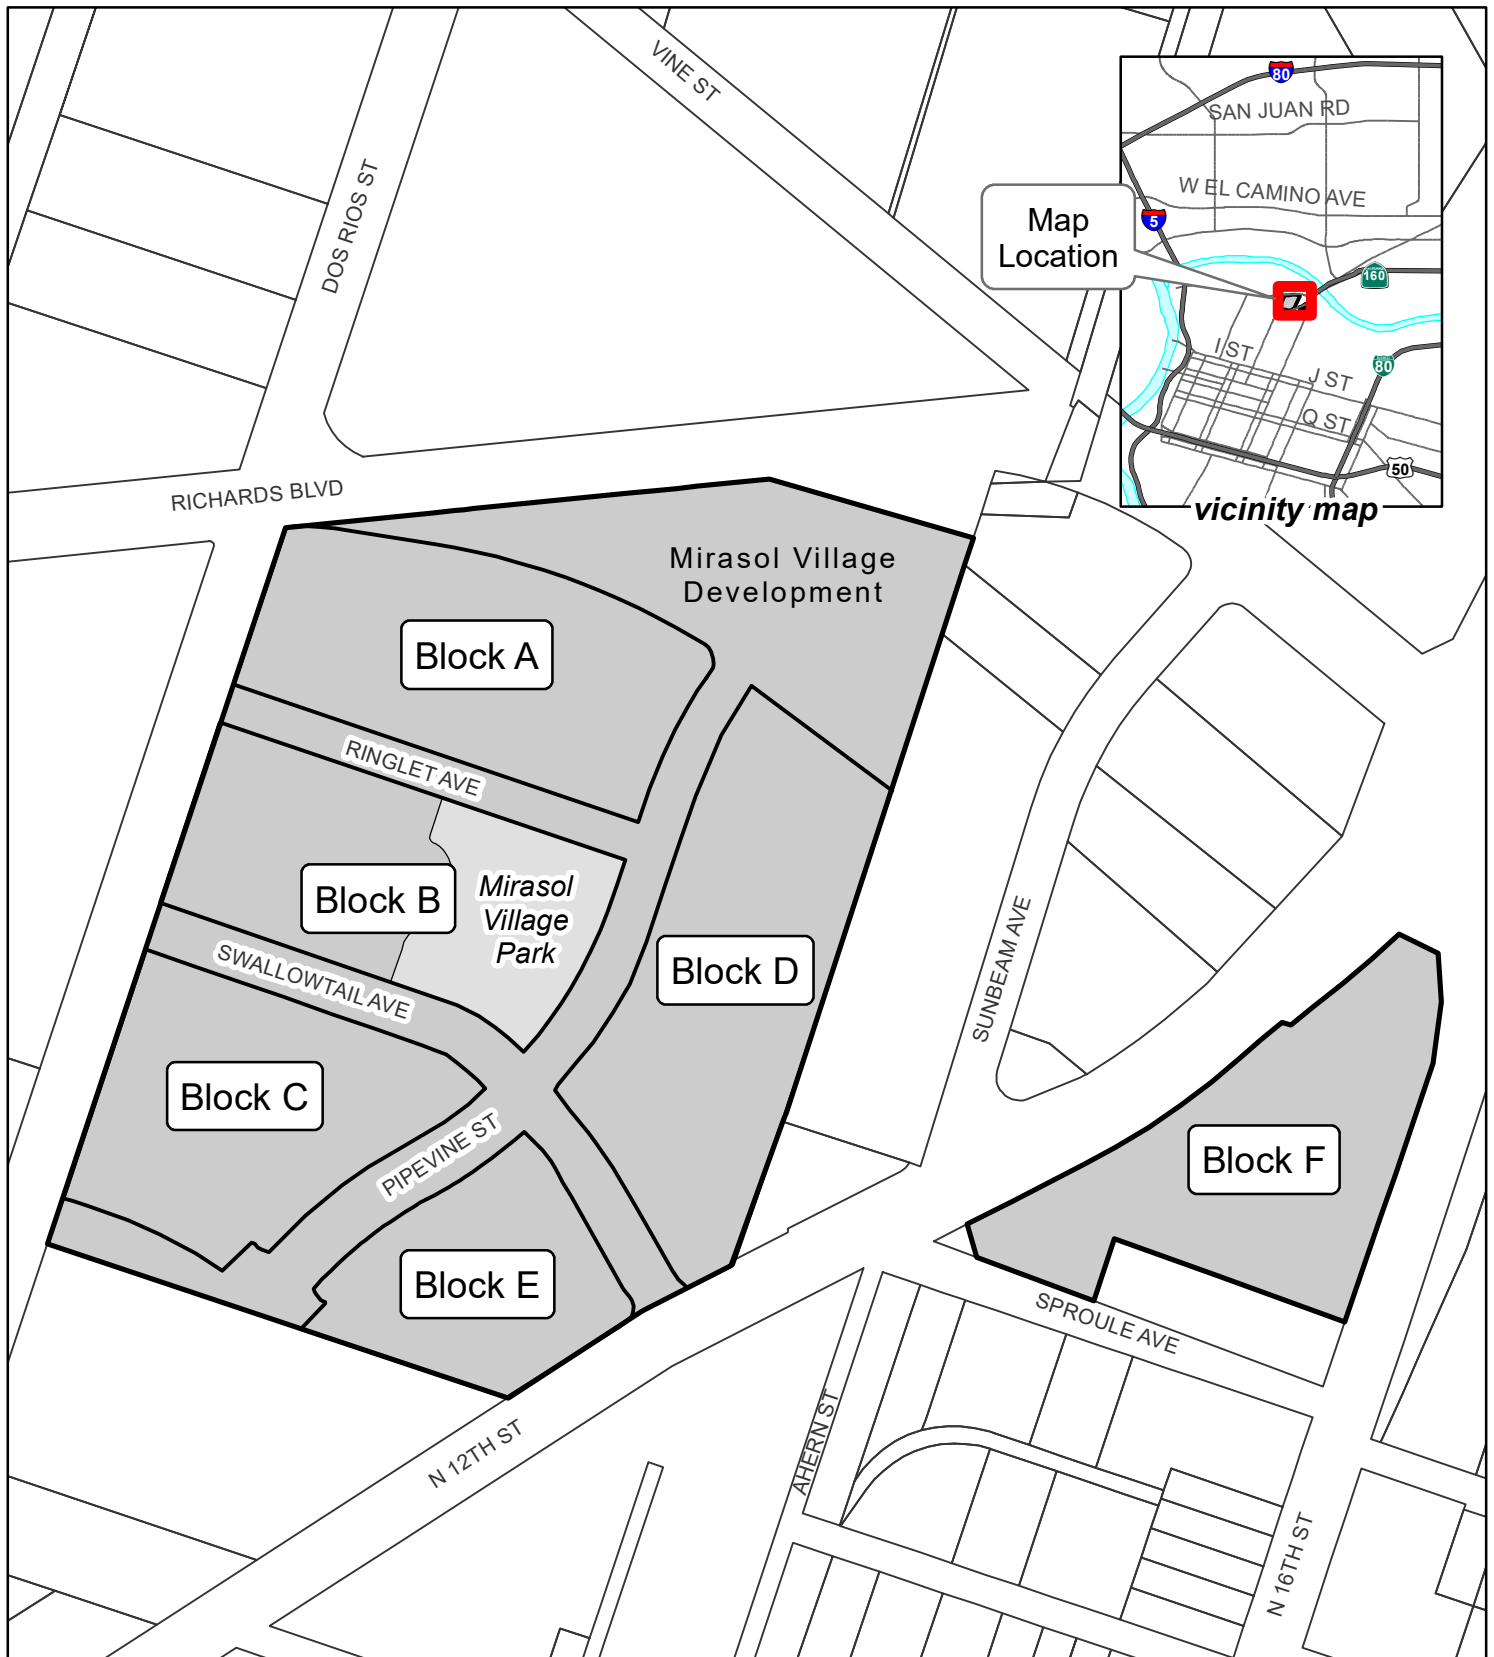 VINE ST
DOS RIOS ST
RICHARDS BLVD
80
SAN JUAN RD
W EL CAMINO AVE
5
Map
Location
160
I ST
J ST
80
Q ST
50
vicinity map
Mirasol Village
Development
Block A
RINGLET AVE
Block B
Mirasol
Village
Park
SWALLOWTAIL AVE
Block D
SUNBEAM AVE
Block C
PIPEVINE ST
Block E
Block F
SPROULE AVE
N 12TH ST
AHERN ST
N 16TH ST